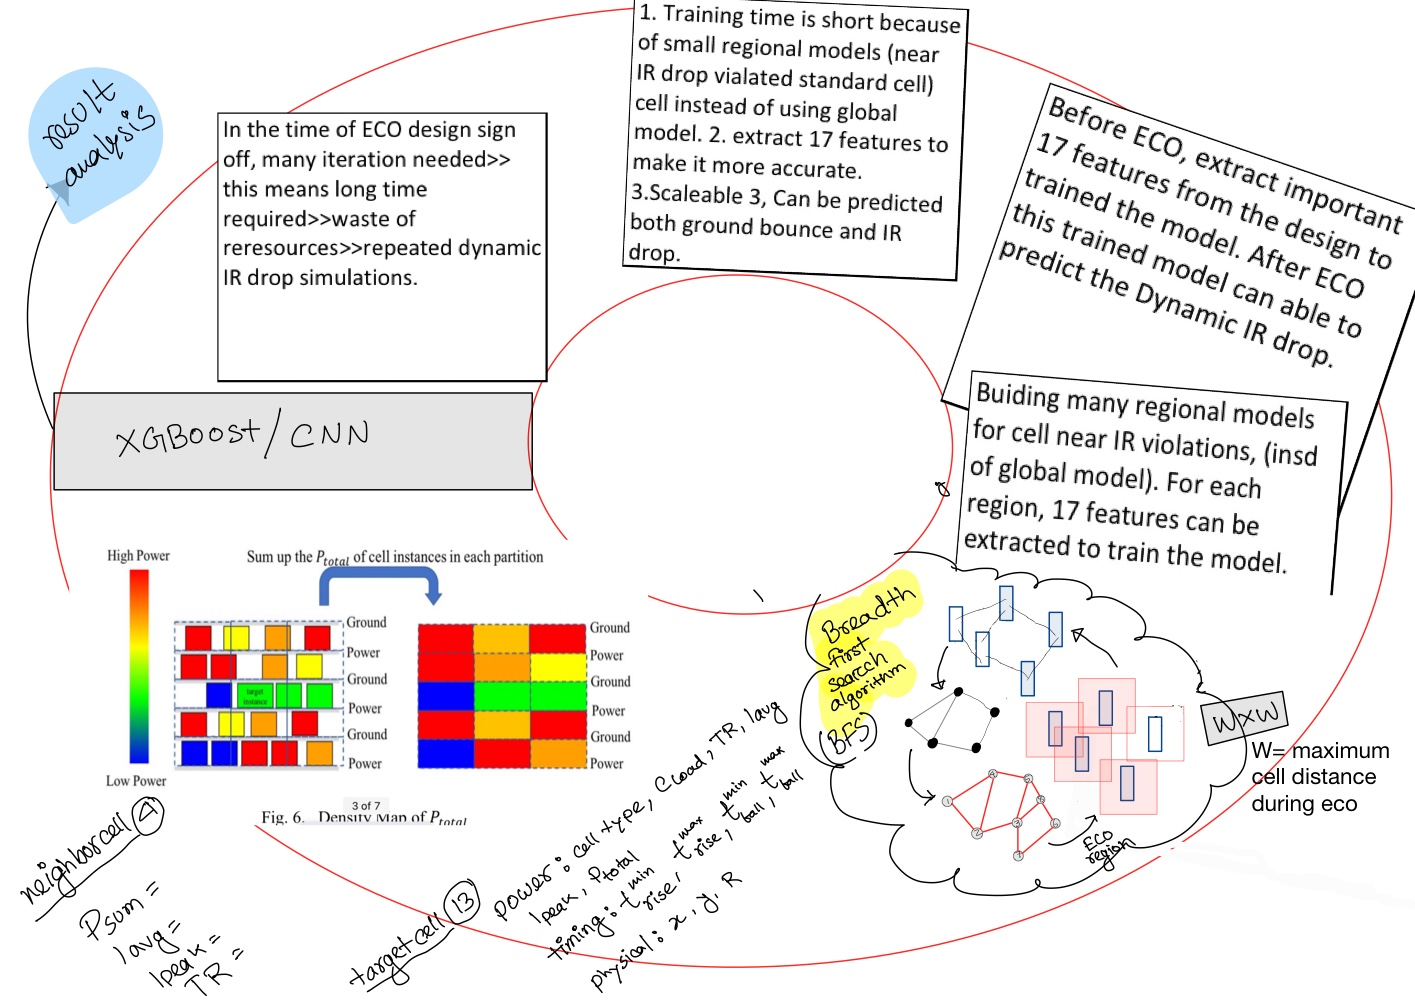 result
analysis
In the time of ECO design sign
off, many iteration needed>>
this means long time
required>>waste of
reresources>>repeated dynamic
IR drop simulations.
1. Training time is short because
of small regional models (near
IR drop vialated standard cell)
cell instead of using global
model. 2. extract 17 features to
make it more accurate.
3.Scaleable 3, Can be predicted
both ground bounce and IR
drop.
Before ECO, extract important
17 features from the design to
trained the model. After ECO
this trained model can able to
predict the Dynamic IR drop.
Buiding many regional models
for cell near IR violations, (insd
of global model). For each
region, 17 features can be
extracted to train the model.
XGBoost/CNN
High Power
Low Power
Sum up the Ptotal of cell instances in each partition
Ground
Power
Ground
Power
Ground
Power
target
instance
Ground
Power
Ground
Power
Ground
Power
3 of 7
Fig. 6. Density Map of Ptotal
neighborcell 4
Psum =
Iavg =
Ipeak =
TR =
targetcell 13
power: cell type, Cload, TR, Iavg
Ipeak, Ptotal
timing: t min rise, t max rise, t min ball, t max ball
physical: x, y, R
Breadth
First
search
algorithm
(BFS)
ECO
region
WXW
W= maximum
cell distance
during eco